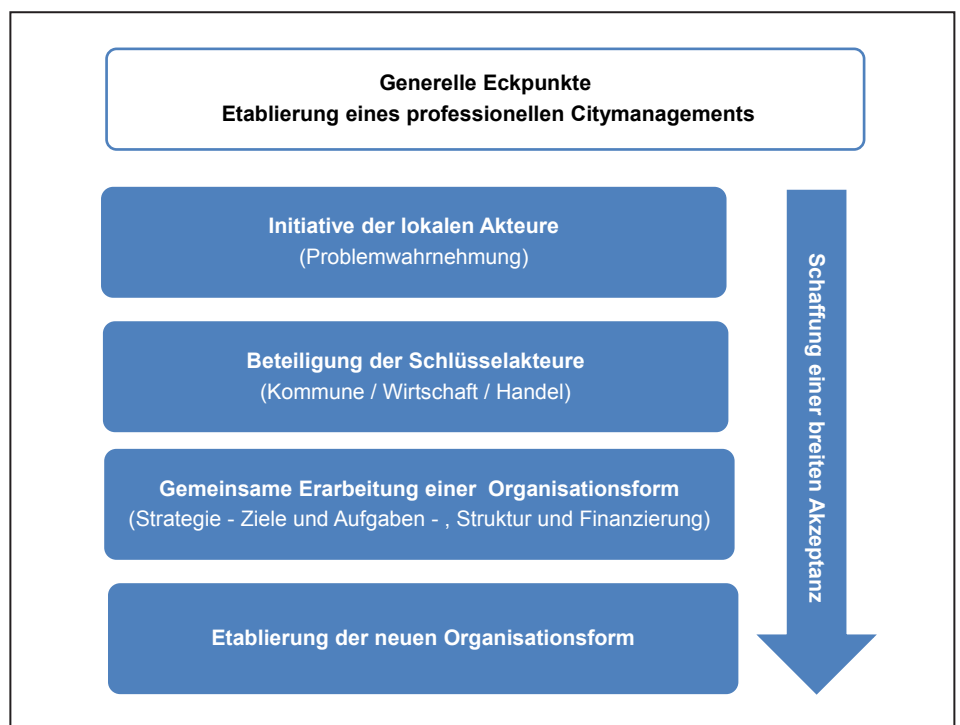 Generelle Eckpunkte
Etablierung eines professionellen Citymanagements
Initiative der lokalen Akteure
(Problemwahrnehmung)
Beteiligung der Schlüsselakteure
(Kommune / Wirtschaft / Handel)
Gemeinsame Erarbeitung einer  Organisationsform
(Strategie - Ziele und Aufgaben - , Struktur und Finanzierung)
Etablierung der neuen Organisationsform
Schaffung einer breiten Akzeptanz